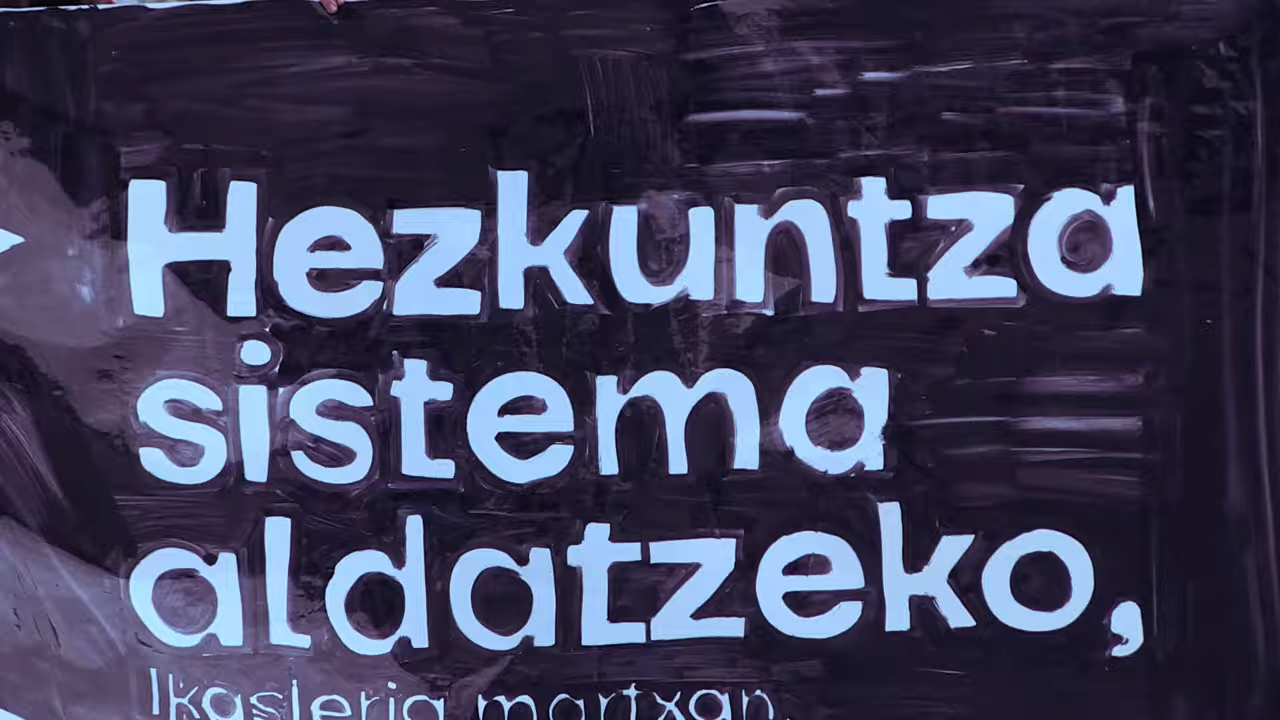 Hezkuntza
sistema
aldatzeko,
Ikasleria martxan.